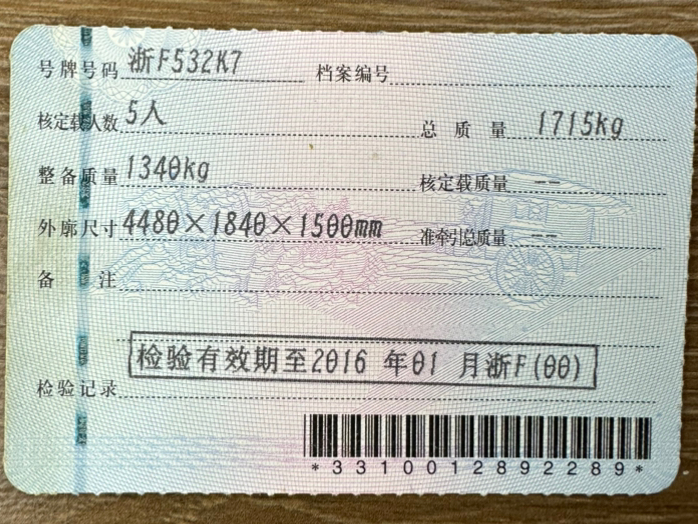 号牌号码 浙F532K7 档案编号
核定载人数 5人 总质量 1715kg
整备质量 1340kg 核定载质量 --
外廓尺寸 4480×1840×1500mm 准牵引总质量 --
备注
检验有效期至2016 年01 月浙F(00)
检验记录
*3310012892289*